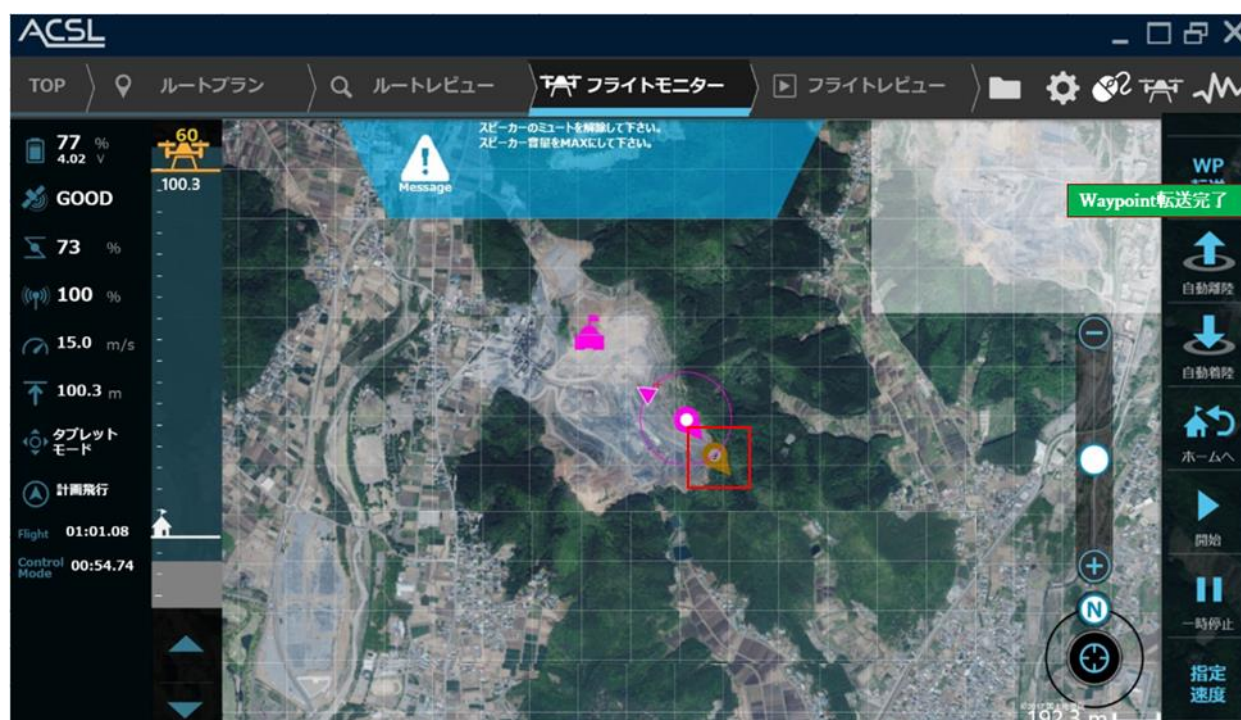 ACSL
TOP
ルートプラン
ルートレビュー
フライトモニター
フライトレビュー
77 %
4.02 V
GOOD
73 %
100 %
15.0 m/s
100.3 m
タブレット
モード
計画飛行
Flight 01:01.08
Control
Mode 00:54.74
60
100.3
スピーカーのミュートを解除して下さい。
スピーカー音量をMAXにして下さい。
Message
WP
Waypoint転送完了
自動離陸
自動着陸
ホームへ
開始
一時停止
指定
速度
N
192.3 m